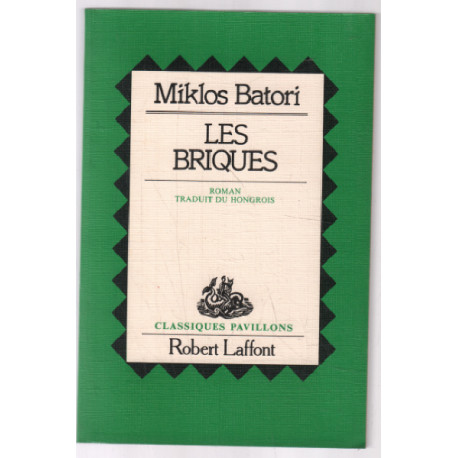 Miklos Batori
LES
BRIQUES
ROMAN
TRADUIT DU HONGROIS
CLASSIQUES PAVILLONS
Robert Laffont